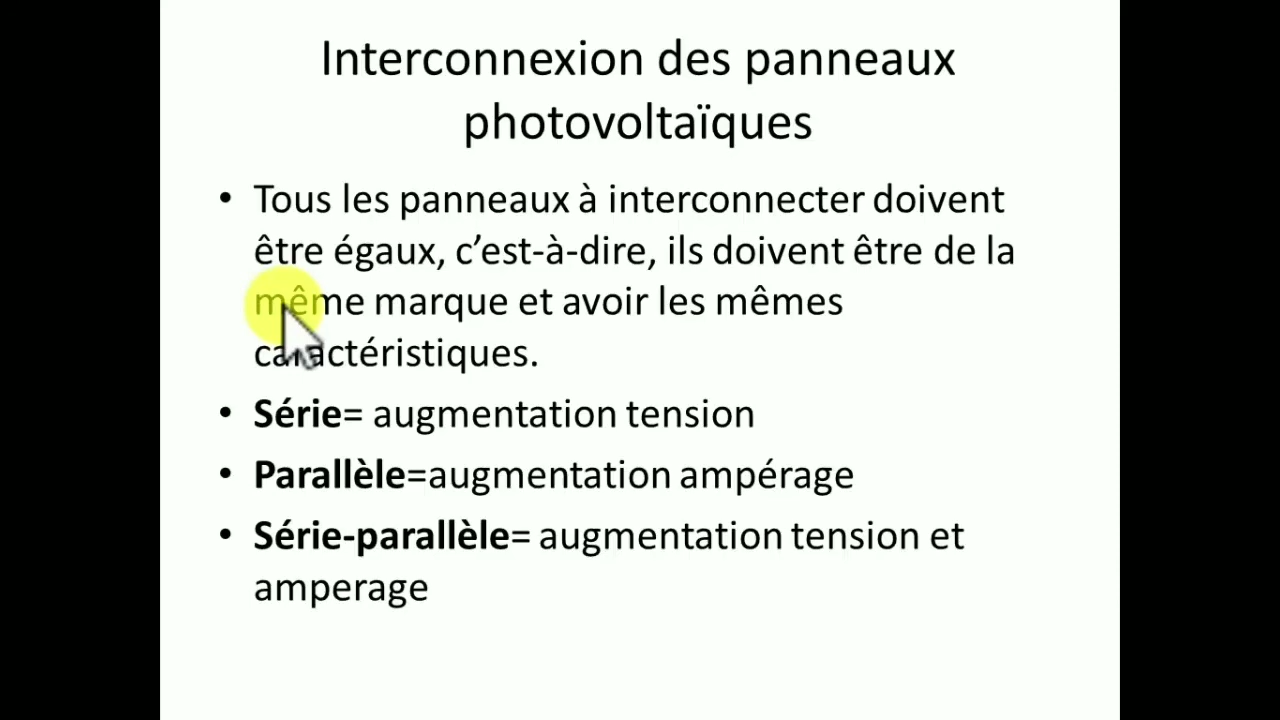 Interconnexion des panneaux
photovoltaïques
• Tous les panneaux à interconnecter doivent
être égaux, c’est-à-dire, ils doivent être de la
même marque et avoir les mêmes
caractéristiques.
• Série= augmentation tension
• Parallèle=augmentation ampérage
• Série-parallèle= augmentation tension et
amperage